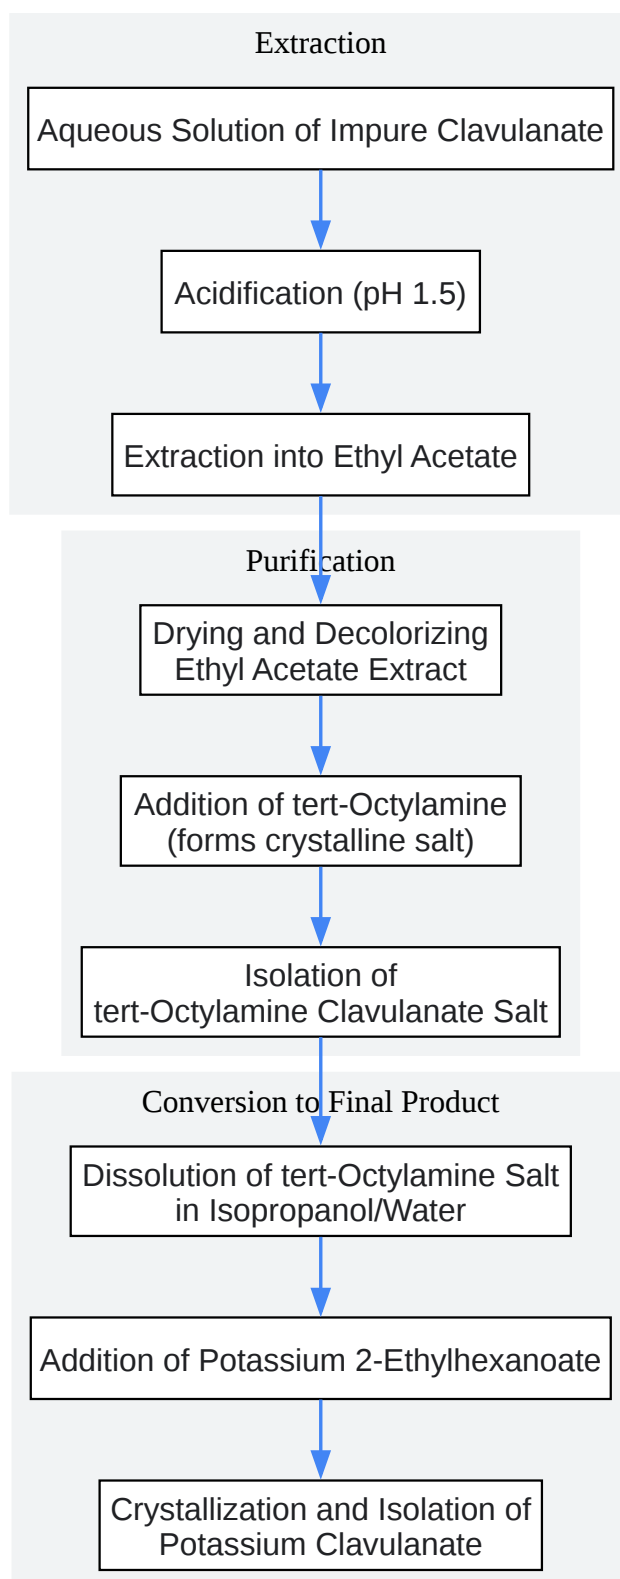 Extraction
Aqueous Solution of Impure Clavulanate
Acidification (pH 1.5)
Extraction into Ethyl Acetate
Purification
Drying and Decolorizing
Ethyl Acetate Extract
Addition of tert-Octylamine
(forms crystalline salt)
Isolation of
tert-Octylamine Clavulanate Salt
Conversion to Final Product
Dissolution of tert-Octylamine Salt
in Isopropanol/Water
Addition of Potassium 2-Ethylhexanoate
Crystallization and Isolation of
Potassium Clavulanate